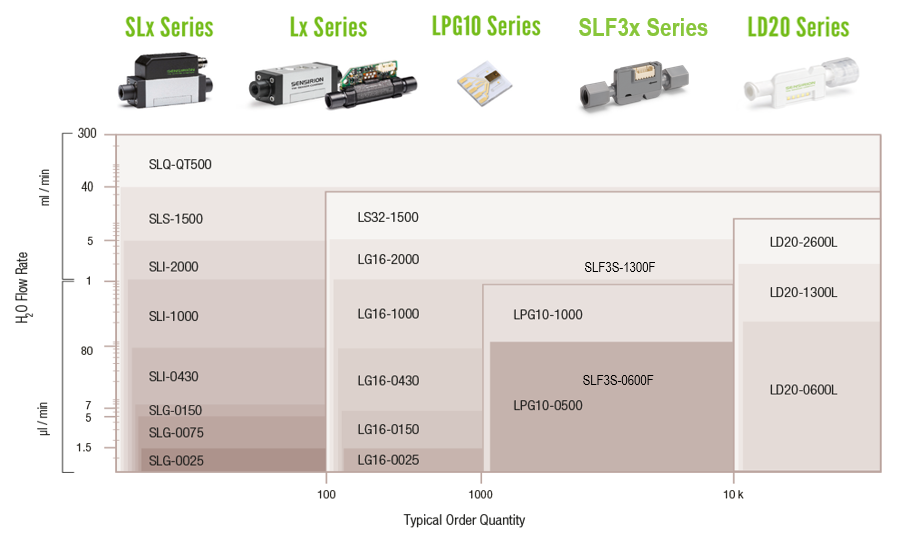 SLx Series
Lx Series
LPG10 Series
SLF3x Series
LD20 Series
SENSIRION
300
SLQ-QT500
40
ml / min
SLS-1500
LS32-1500
5
LD20-2600L
SLI-2000
LG16-2000
SLF3S-1300F
1
LD20-1300L
H₂O Flow Rate
SLI-1000
LG16-1000
LPG10-1000
80
SLI-0430
LG16-0430
SLF3S-0600F
LD20-0600L
7
SLG-0150
LPG10-0500
5
µl / min
SLG-0075
LG16-0150
1.5
SLG-0025
LG16-0025
100
1000
10 k
Typical Order Quantity